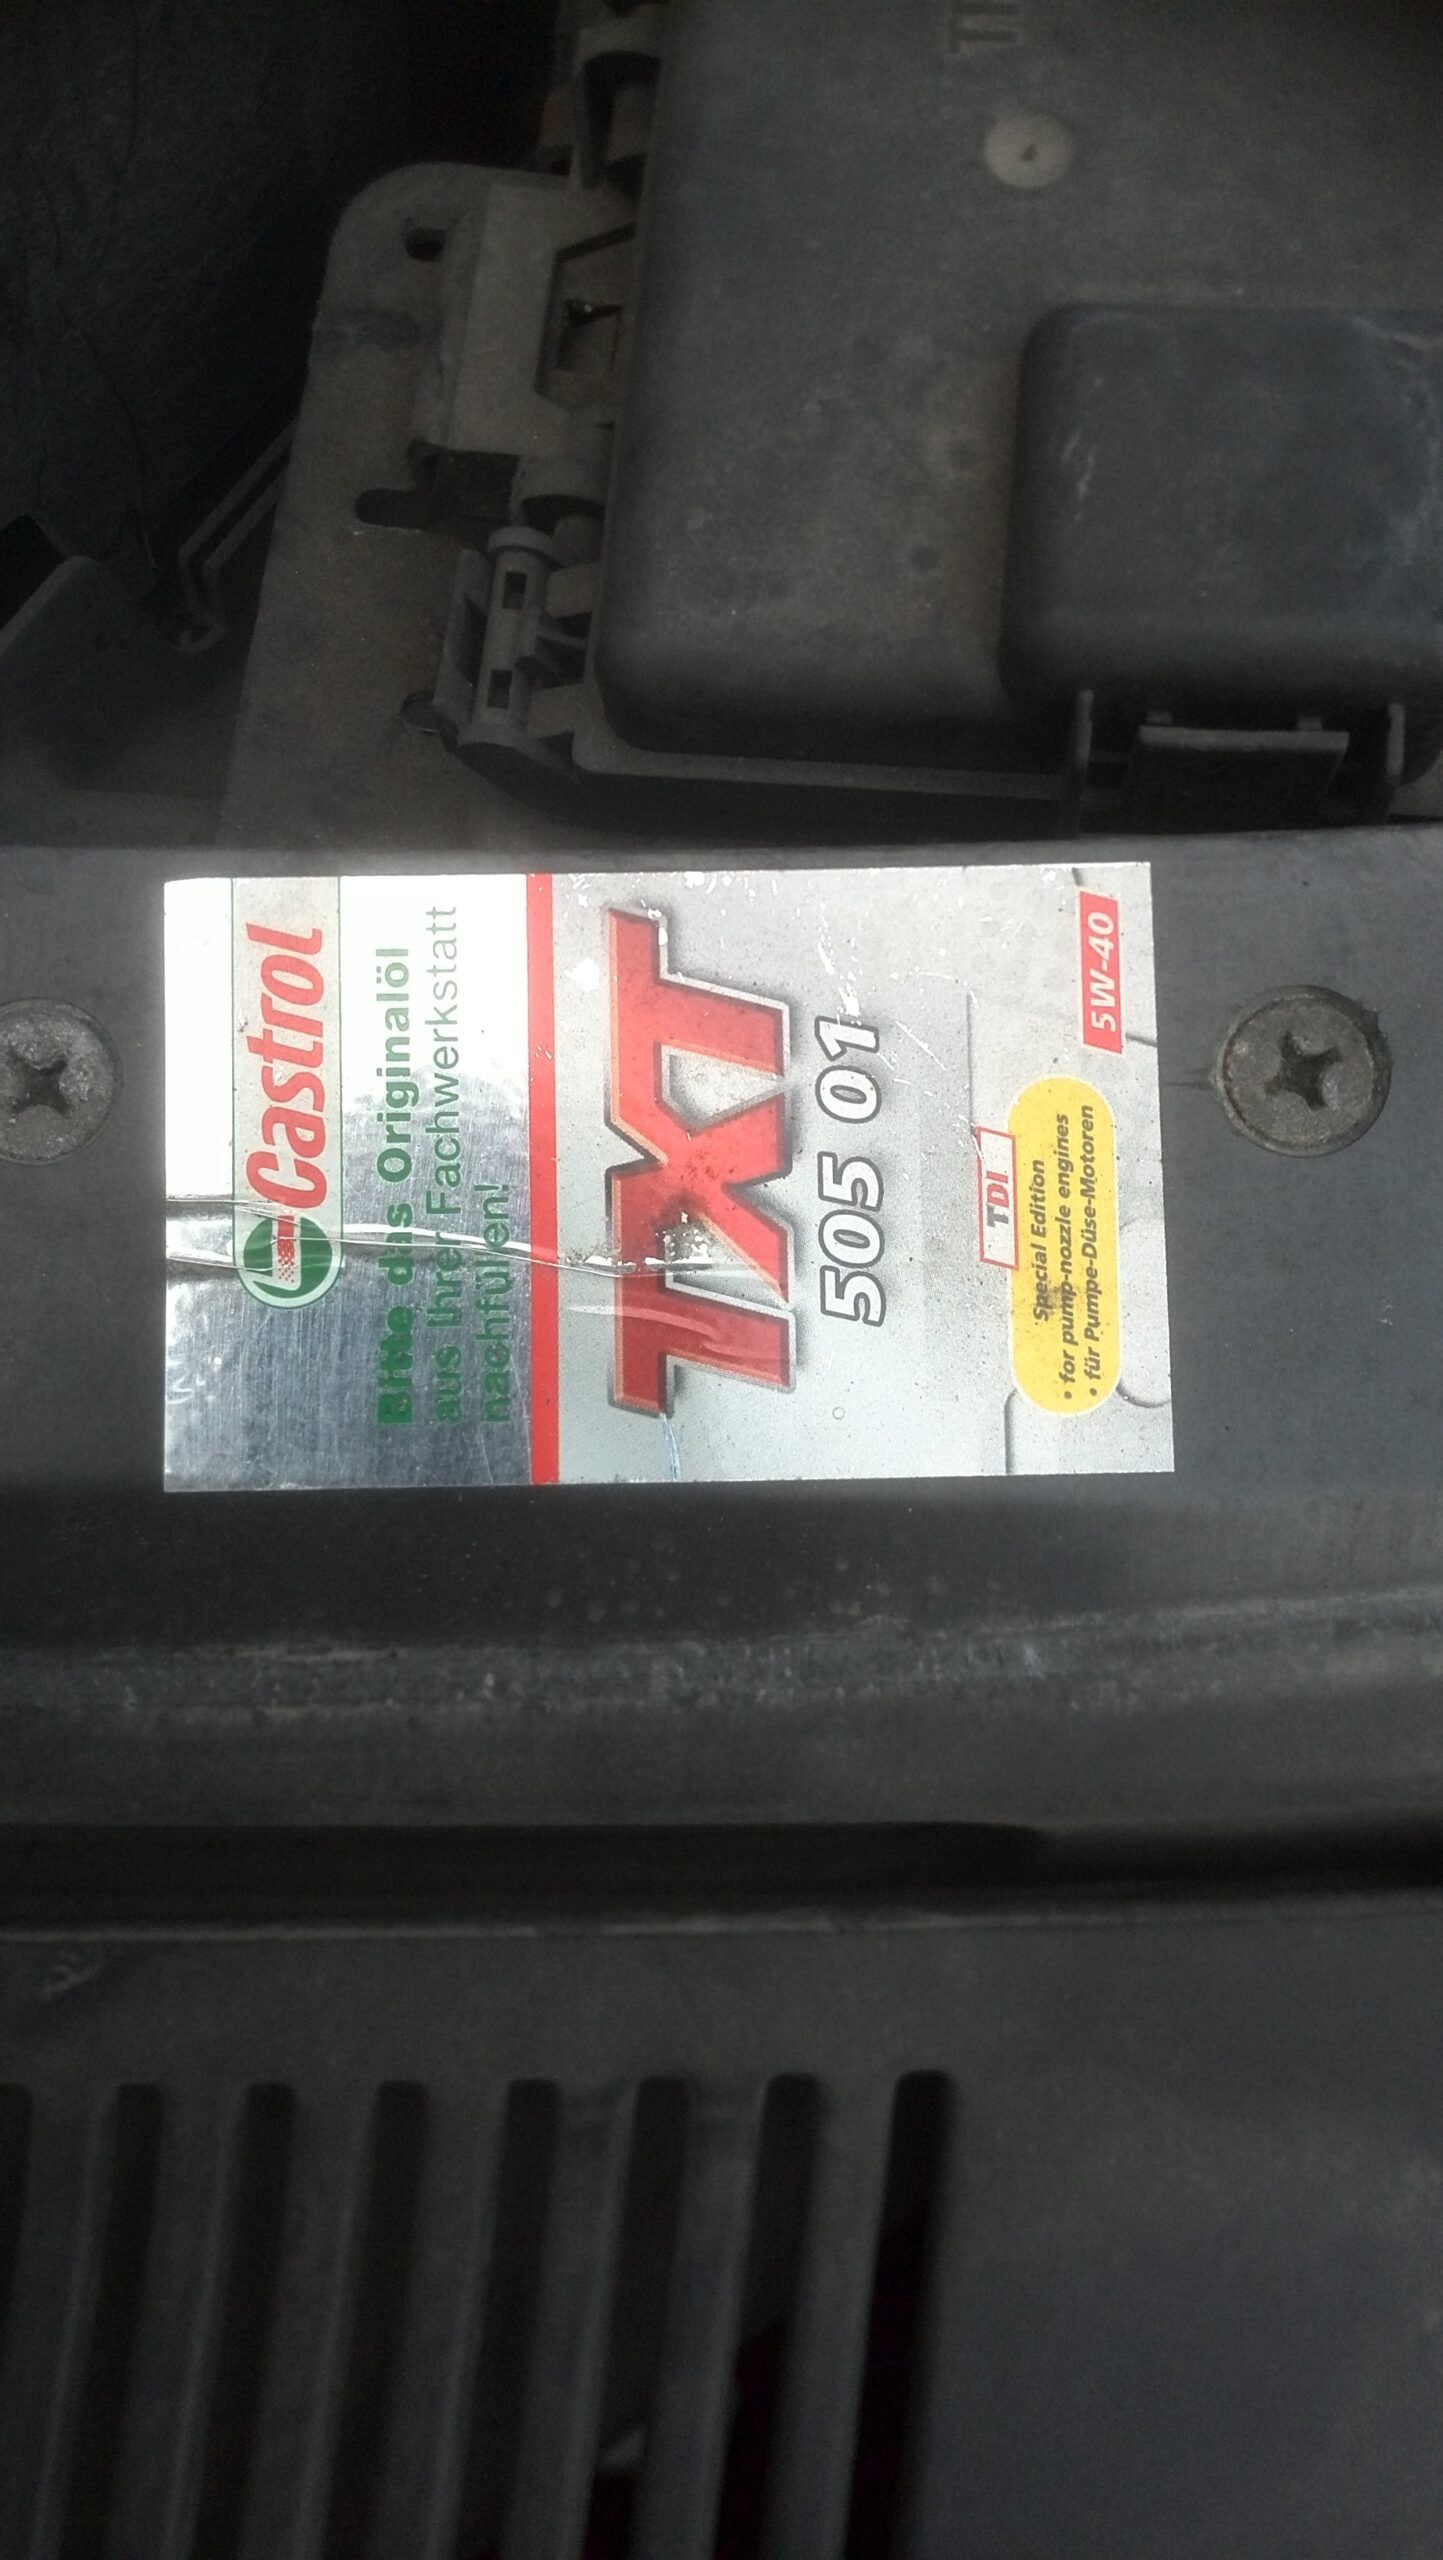 Castrol
Bitte das Originalöl
aus Ihrer Fachwerkstatt
nachfüllen!
TXT
505 01
TDI
Special Edition
• for pump-nozzle engines
• für Pumpe-Düse-Motoren
5W-40